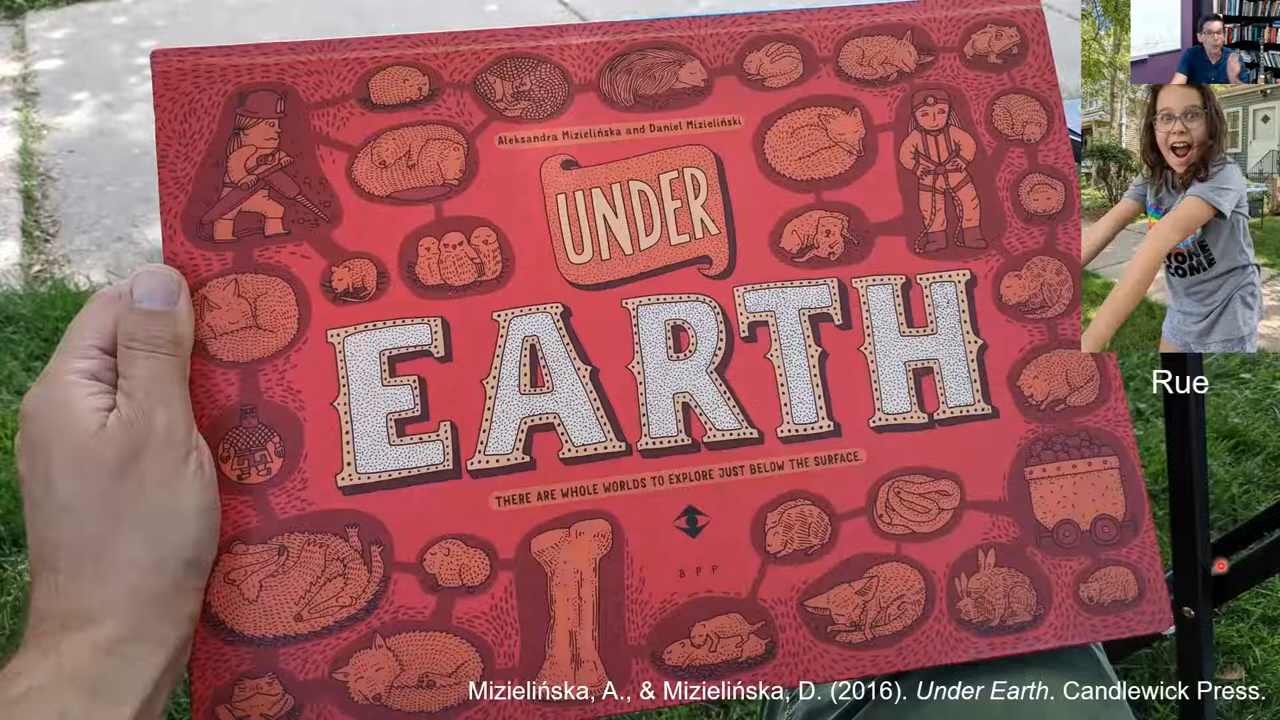 Aleksandra Mizielińska and Daniel Mizieliński
UNDER
EARTH
THERE ARE WHOLE WORLDS TO EXPLORE JUST BELOW THE SURFACE.
B P P
COME
Rue
Mizielińska, A., & Mizielińska, D. (2016). Under Earth. Candlewick Press.